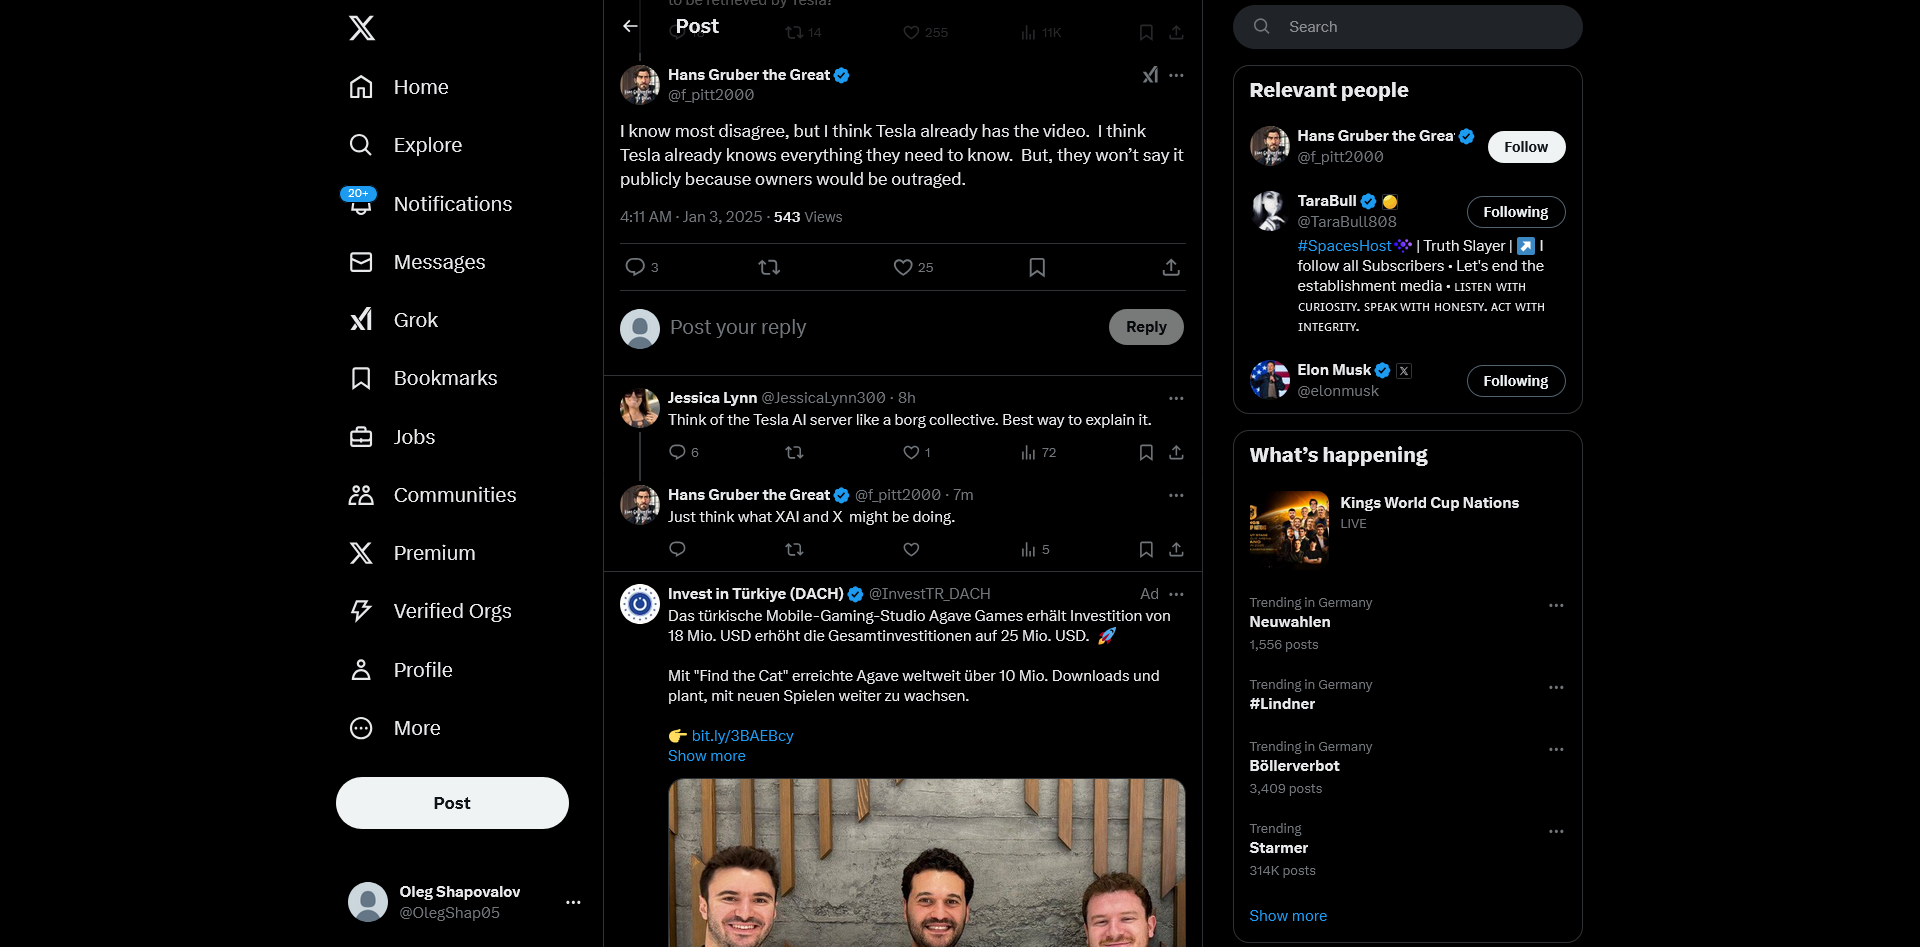 Home
Explore
20+
Notifications
Messages
Grok
Bookmarks
Jobs
Communities
Premium
Verified Orgs
Profile
More
Post
Oleg Shapovalov
@OlegShap05
to be retrieved by Tesla?
Post
14
255
11K
Hans Gruber the Great
@f_pitt2000
I know most disagree, but I think Tesla already has the video.  I think
Tesla already knows everything they need to know.  But, they won’t say it
publicly because owners would be outraged.
4:11 AM · Jan 3, 2025 · 543 Views
3
25
Post your reply
Reply
Jessica Lynn @JessicaLynn300 · 8h
Think of the Tesla AI server like a borg collective. Best way to explain it.
6
1
72
Hans Gruber the Great @f_pitt2000 · 7m
Just think what XAI and X  might be doing.
5
Invest in Türkiye (DACH) @InvestTR_DACH
Ad
Das türkische Mobile-Gaming-Studio Agave Games erhält Investition von
18 Mio. USD erhöht die Gesamtinvestitionen auf 25 Mio. USD. 🚀
Mit "Find the Cat" erreichte Agave weltweit über 10 Mio. Downloads und
plant, mit neuen Spielen weiter zu wachsen.
👉 bit.ly/3BAEBcy
Show more
Search
Relevant people
Hans Gruber the Grea
@f_pitt2000
Follow
TaraBull
@TaraBull808
Following
#SpacesHost | Truth Slayer | ↗️ I
follow all Subscribers • Let's end the
establishment media • ʟɪsᴛᴇɴ ᴡɪᴛʜ
ᴄᴜʀɪᴏsɪᴛʏ. sᴘᴇᴀᴋ ᴡɪᴛʜ ʜᴏɴᴇsᴛʏ. ᴀᴄᴛ ᴡɪᴛʜ
ɪɴᴛᴇɢʀɪᴛʏ.
Elon Musk
@elonmusk
Following
What’s happening
Kings World Cup Nations
LIVE
Trending in Germany
Neuwahlen
1,556 posts
Trending in Germany
#Lindner
Trending in Germany
Böllerverbot
3,409 posts
Trending
Starmer
314K posts
Show more